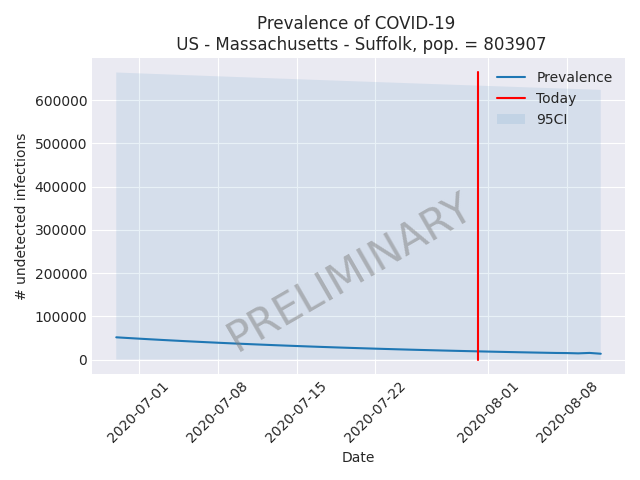 Prevalence of COVID-19
US - Massachusetts - Suffolk, pop. = 803907
Prevalence
Today
95CI
600000
500000
400000
300000
200000
100000
0
# undetected infections
PRELIMINARY
2020-07-01
2020-07-08
2020-07-15
2020-07-22
2020-08-01
2020-08-08
Date